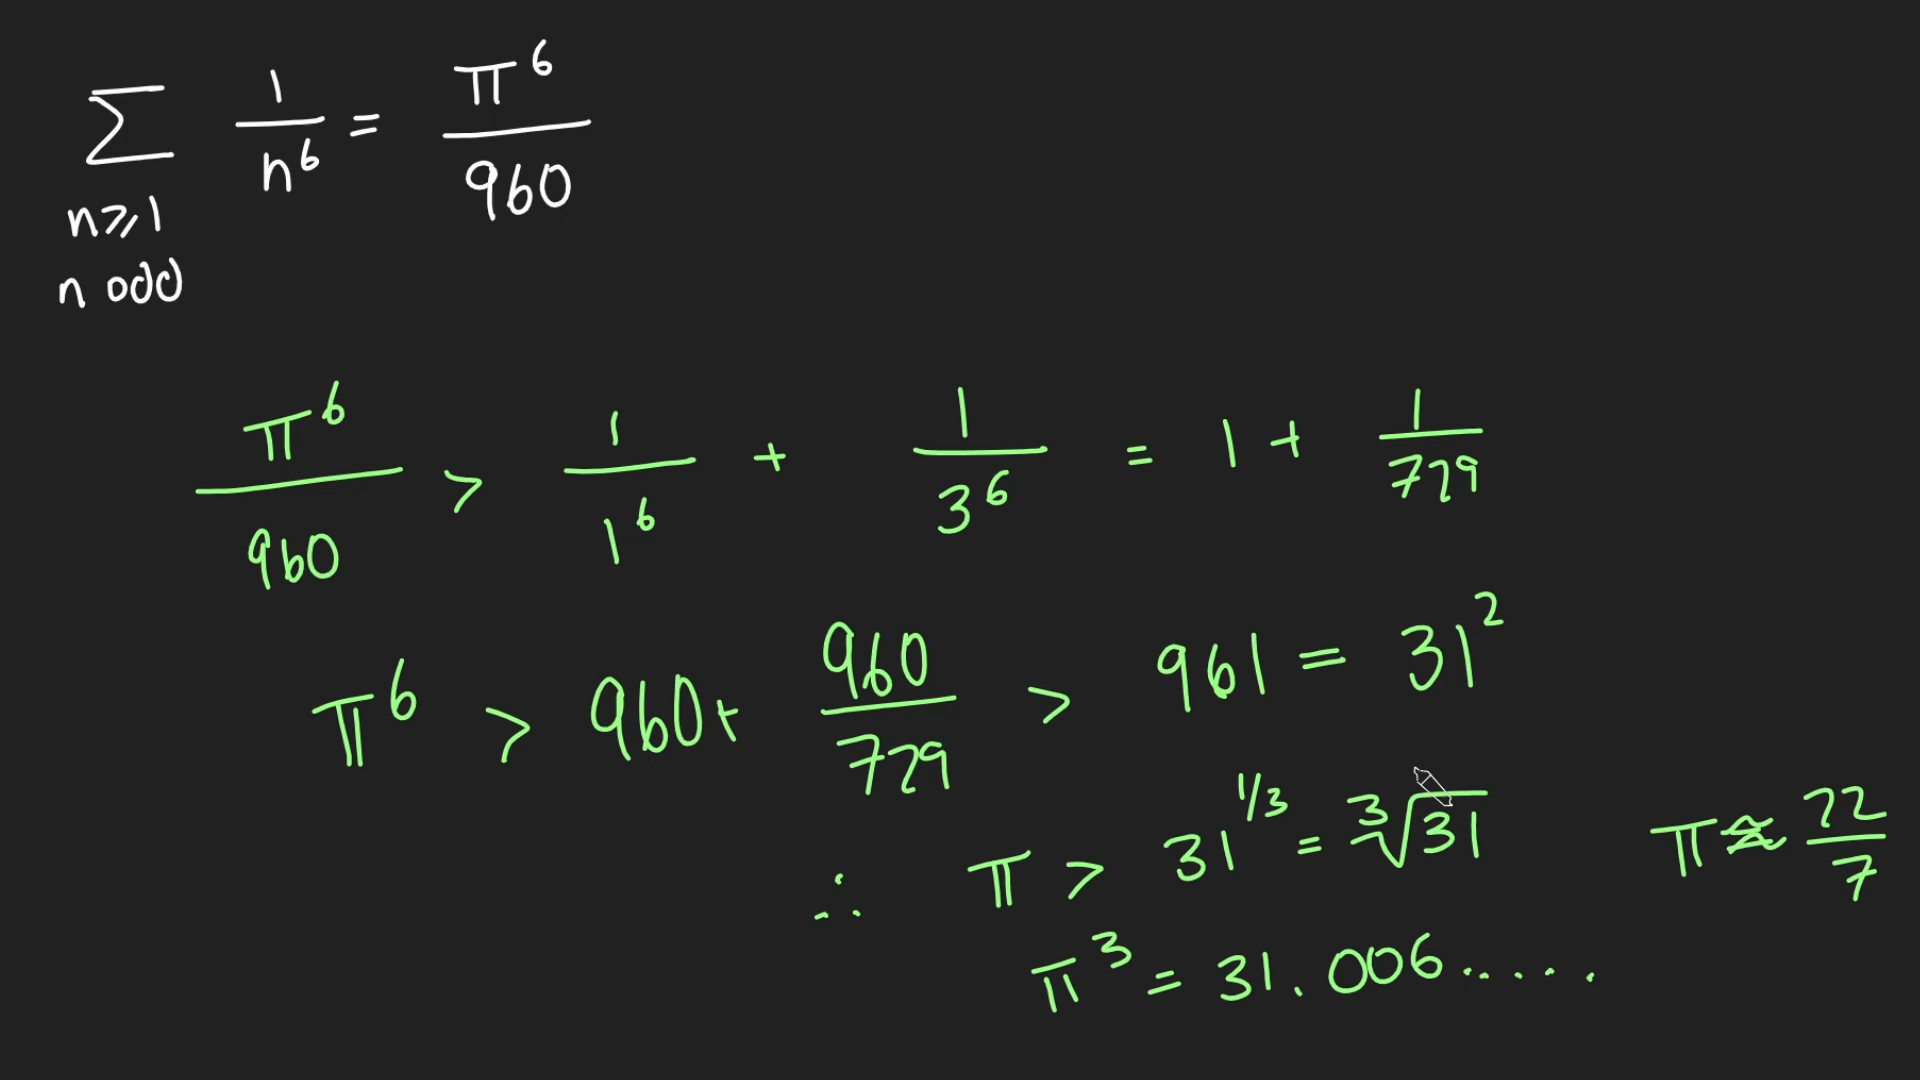 ∑ 1/n⁶ = π⁶/960
n⩾1
n odd
π⁶/960 > 1/1⁶ + 1/3⁶ = 1 + 1/729
π⁶ > 960 + 960/729 > 961 = 31²
∴ π > 31^(1/3) = ∛31
π ≈ 22/7
π³ = 31.006.....